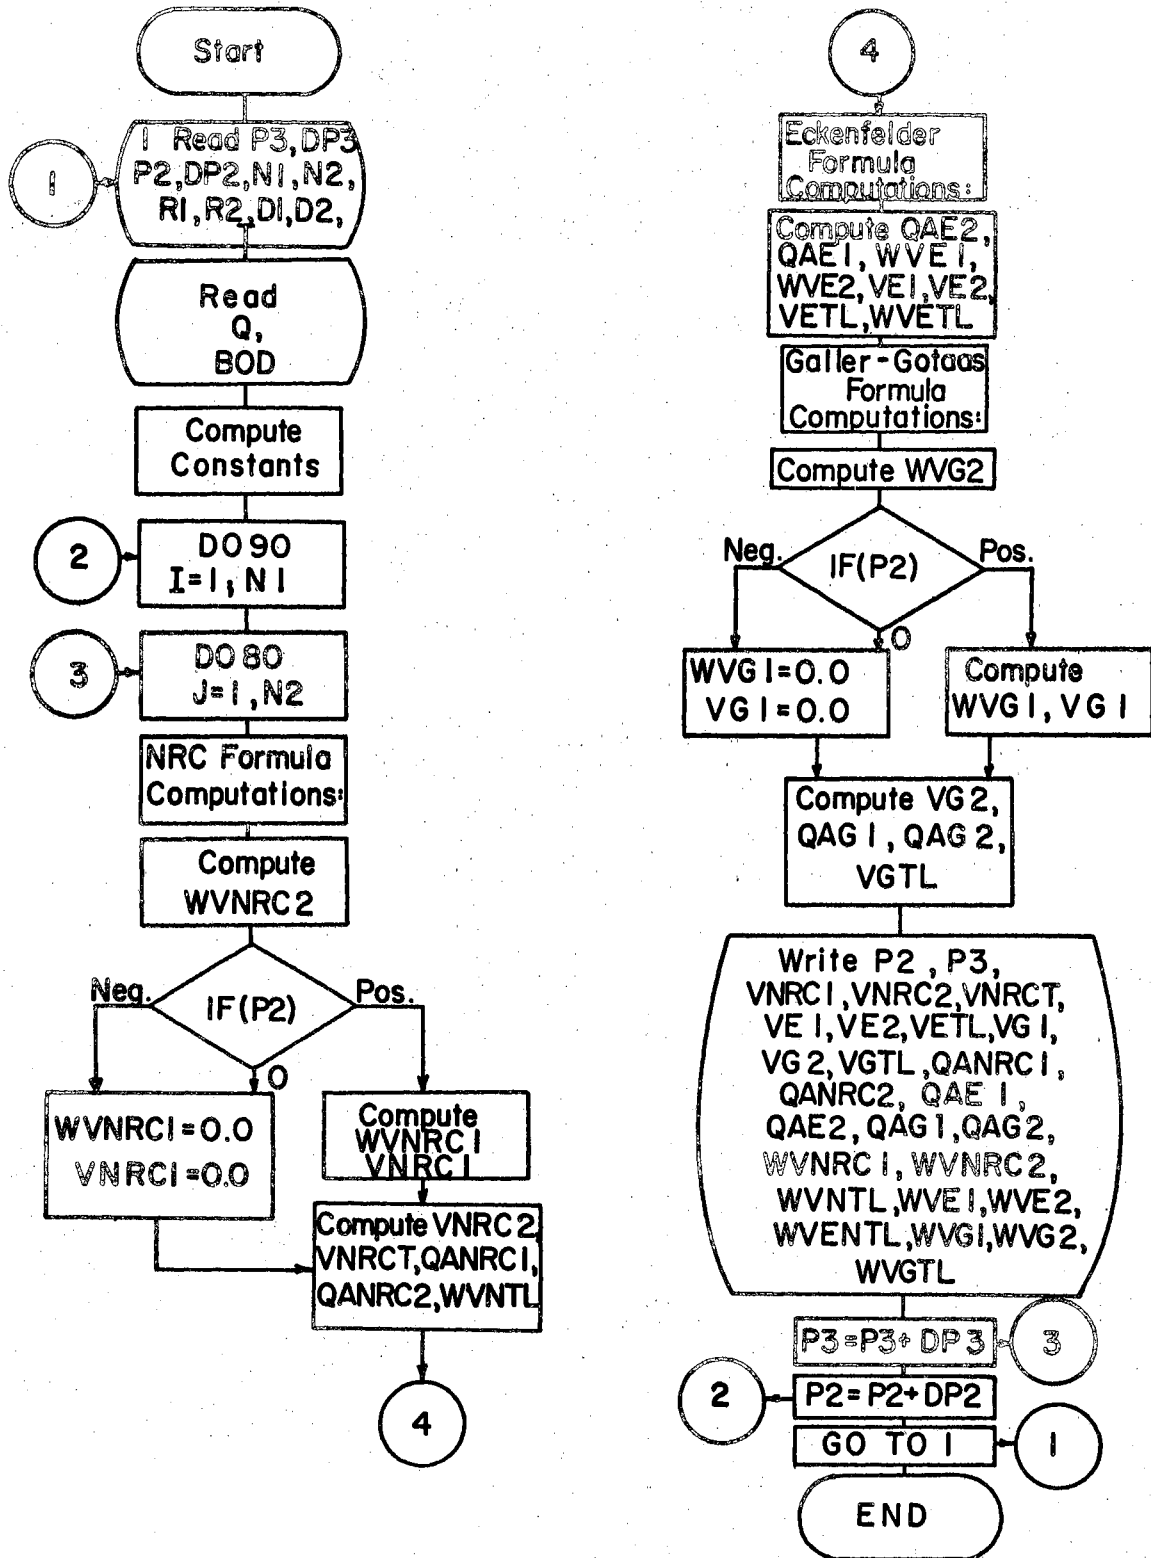 Start
1
1 Read P3, DP3
P2, DP2, N1, N2,
R1, R2, D1, D2,
Read
Q,
BOD
Compute
Constants
2
DO 90
I=1, N1
3
DO 80
J=1, N2
NRC Formula
Computations:
Compute
WVNRC2
Neg.
IF(P2)
Pos.
0
WVNRC1=0.0
VNRC1=0.0
Compute
WVNRC1
VNRC1
Compute VNRC2,
VNRCT, QANRC1,
QANRC2, WVNTL
4
4
Eckenfelder
Formula
Computations:
Compute QAE2,
QAE1, WVE1,
WVE2, VE1, VE2,
VETL, WVETL
Galler-Gotaas
Formula
Computations:
Compute WVG2
Neg.
IF(P2)
Pos.
0
WVG1=0.0
VG1=0.0
Compute
WVG1, VG1
Compute VG2,
QAG1, QAG2,
VGTL
Write P2, P3,
VNRC1, VNRC2, VNRCT,
VE1, VE2, VETL, VG1,
VG2, VGTL, QANRC1,
QANRC2, QAE1,
QAE2, QAG1, QAG2,
WVNRC1, WVNRC2,
WVNTL, WVE1, WVE2,
WVENTL, WVG1, WVG2,
WVGTL
P3=P3+DP3
3
2
P2=P2+DP2
GO TO 1
1
END